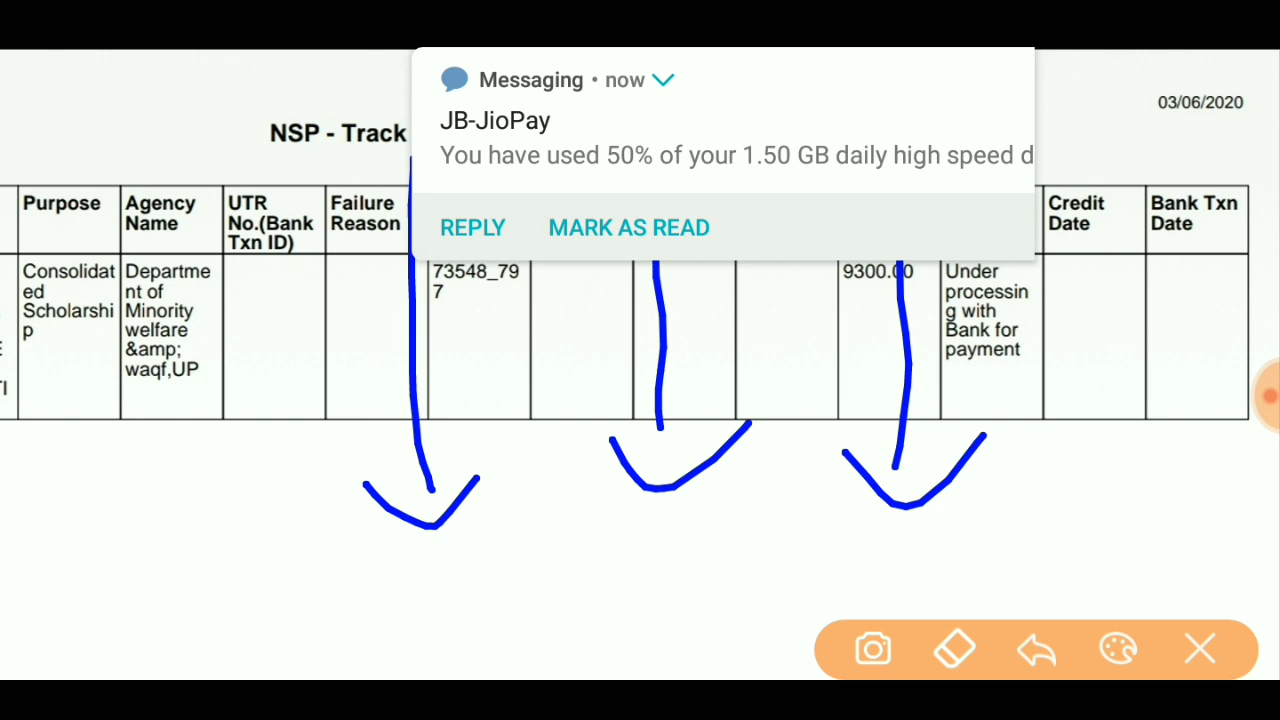 Messaging • now
03/06/2020
JB-JioPay
NSP - Track
You have used 50% of your 1.50 GB daily high speed d
Purpose
Agency
Name
UTR
No.(Bank
Txn ID)
Failure
Reason
REPLY MARK AS READ
Credit
Date
Bank Txn
Date
Consolidat
ed
Scholarshi
p
Departme
nt of
Minority
welfare
&amp;
waqf,UP
73548_79
7
9300.00
Under
processin
g with
Bank for
payment
E
TI